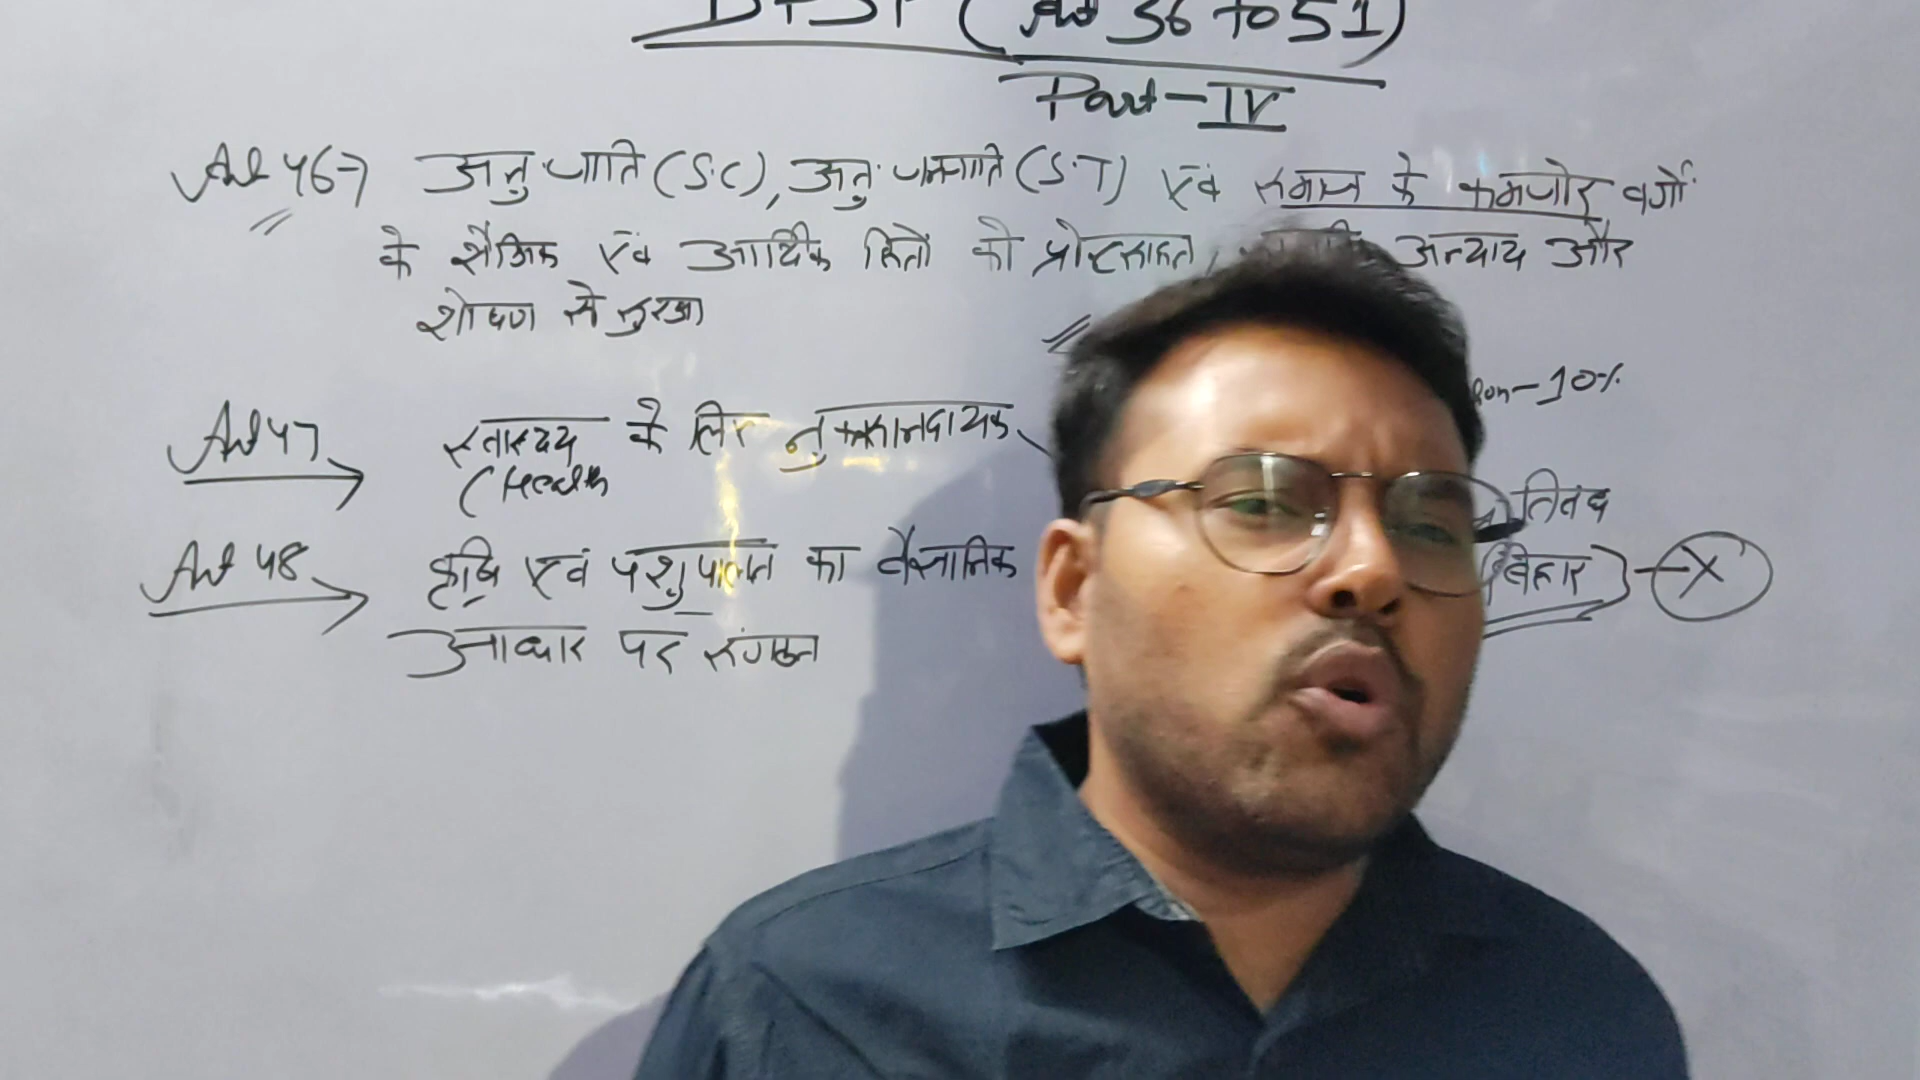 DPSP (Art 36 to 51)
Part-IV
Art 46→ अनु. जाति (S.C), अनु. जनजाति (S.T) एवं समाज के कमजोर वर्गों
के शैक्षिक एवं आर्थिक हितों को प्रोत्साहन, अन्याय और
शोषण से सुरक्षा
-10%
Art 47 → स्वास्थ्य के लिए नुकसानदायक
(Health
Art 48 → कृषि एवं पशुपालन का वैज्ञानिक (बिहार) - X
आधार पर संगठन